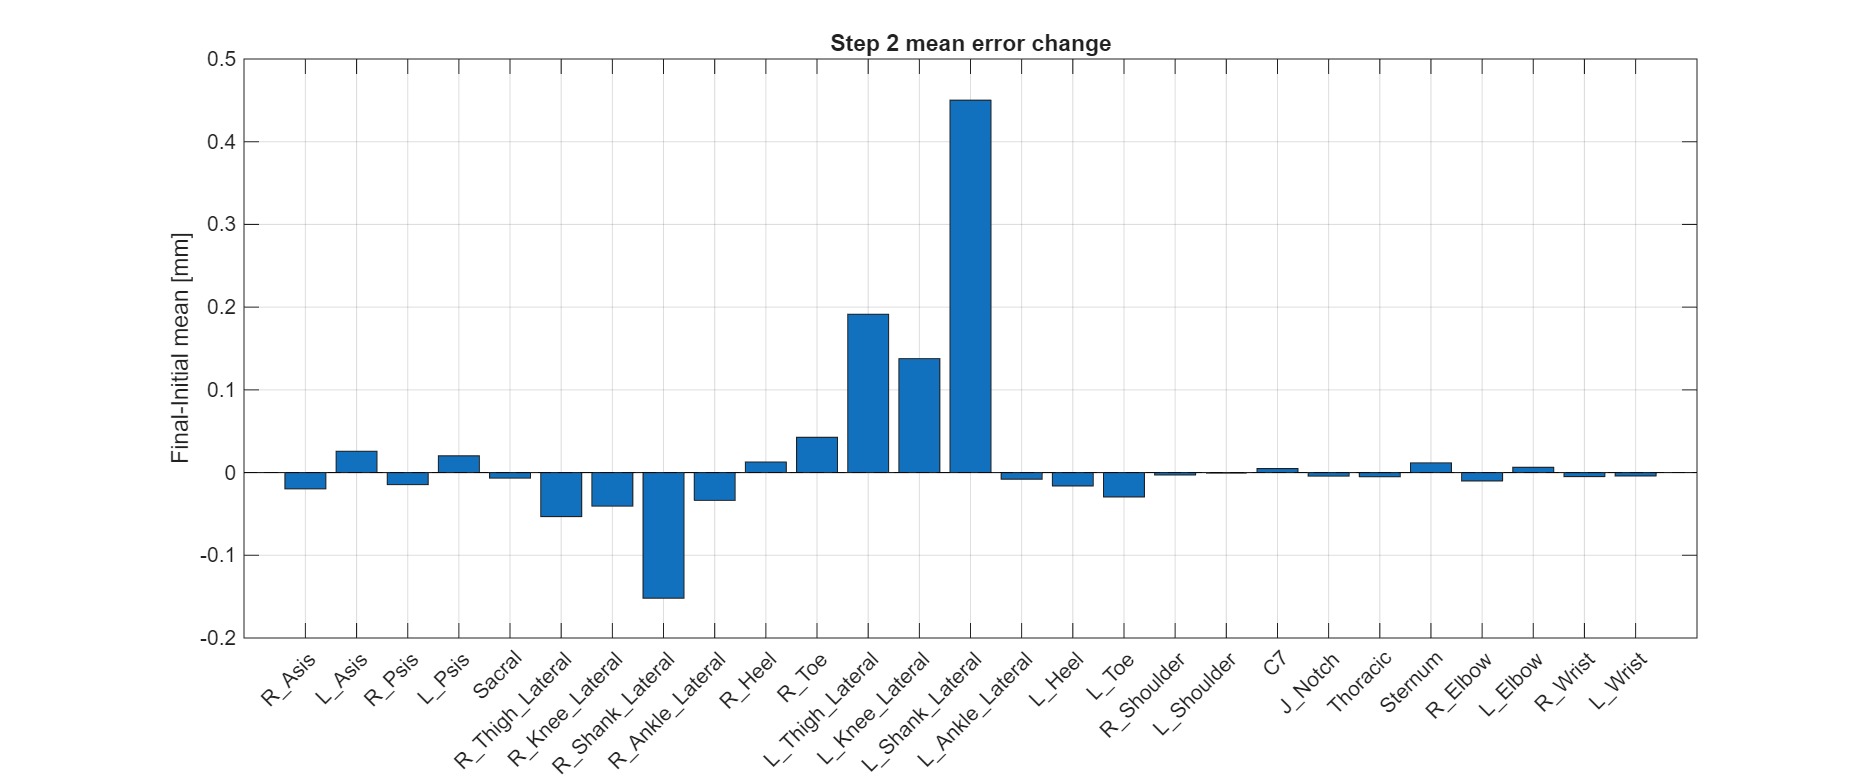 Step 2 mean error change
Final-Initial mean [mm]
0.5
0.4
0.3
0.2
0.1
0
-0.1
-0.2
R_Asis
L_Asis
R_Psis
L_Psis
Sacral
R_Thigh_Lateral
R_Knee_Lateral
R_Shank_Lateral
R_Ankle_Lateral
R_Heel
R_Toe
L_Thigh_Lateral
L_Knee_Lateral
L_Shank_Lateral
L_Ankle_Lateral
L_Heel
L_Toe
R_Shoulder
L_Shoulder
C7
J_Notch
Thoracic
Sternum
R_Elbow
L_Elbow
R_Wrist
L_Wrist